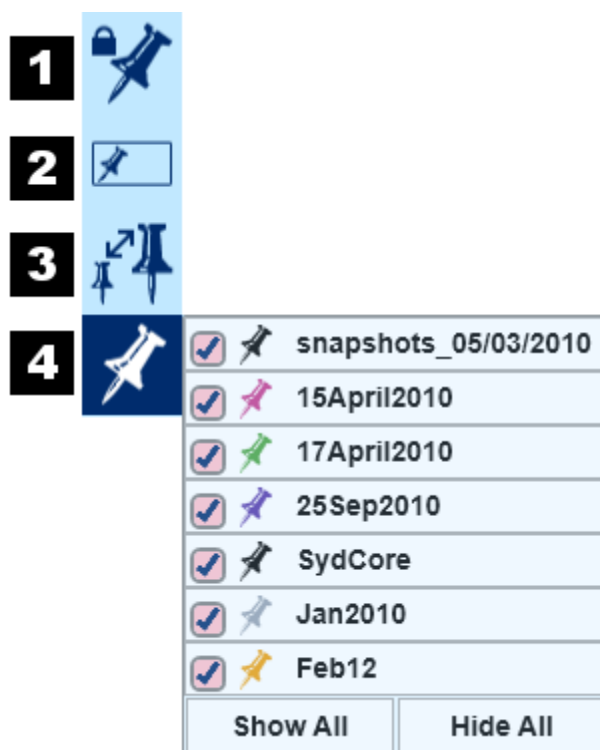 1
2
3
4
snapshots_05/03/2010
15April2010
17April2010
25Sep2010
SydCore
Jan2010
Feb12
Show All Hide All